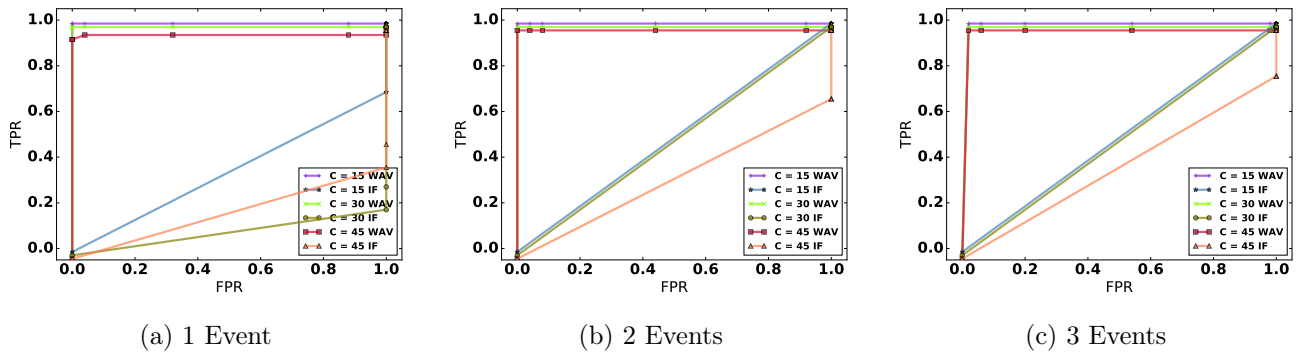 1.0
0.8
0.6
0.4
0.2
0.0
TPR
0.0 0.2 0.4 0.6 0.8 1.0
FPR
C = 15 WAV
C = 15 IF
C = 30 WAV
C = 30 IF
C = 45 WAV
C = 45 IF
(a) 1 Event
1.0
0.8
0.6
0.4
0.2
0.0
TPR
0.0 0.2 0.4 0.6 0.8 1.0
FPR
C = 15 WAV
C = 15 IF
C = 30 WAV
C = 30 IF
C = 45 WAV
C = 45 IF
(b) 2 Events
1.0
0.8
0.6
0.4
0.2
0.0
TPR
0.0 0.2 0.4 0.6 0.8 1.0
FPR
C = 15 WAV
C = 15 IF
C = 30 WAV
C = 30 IF
C = 45 WAV
C = 45 IF
(c) 3 Events